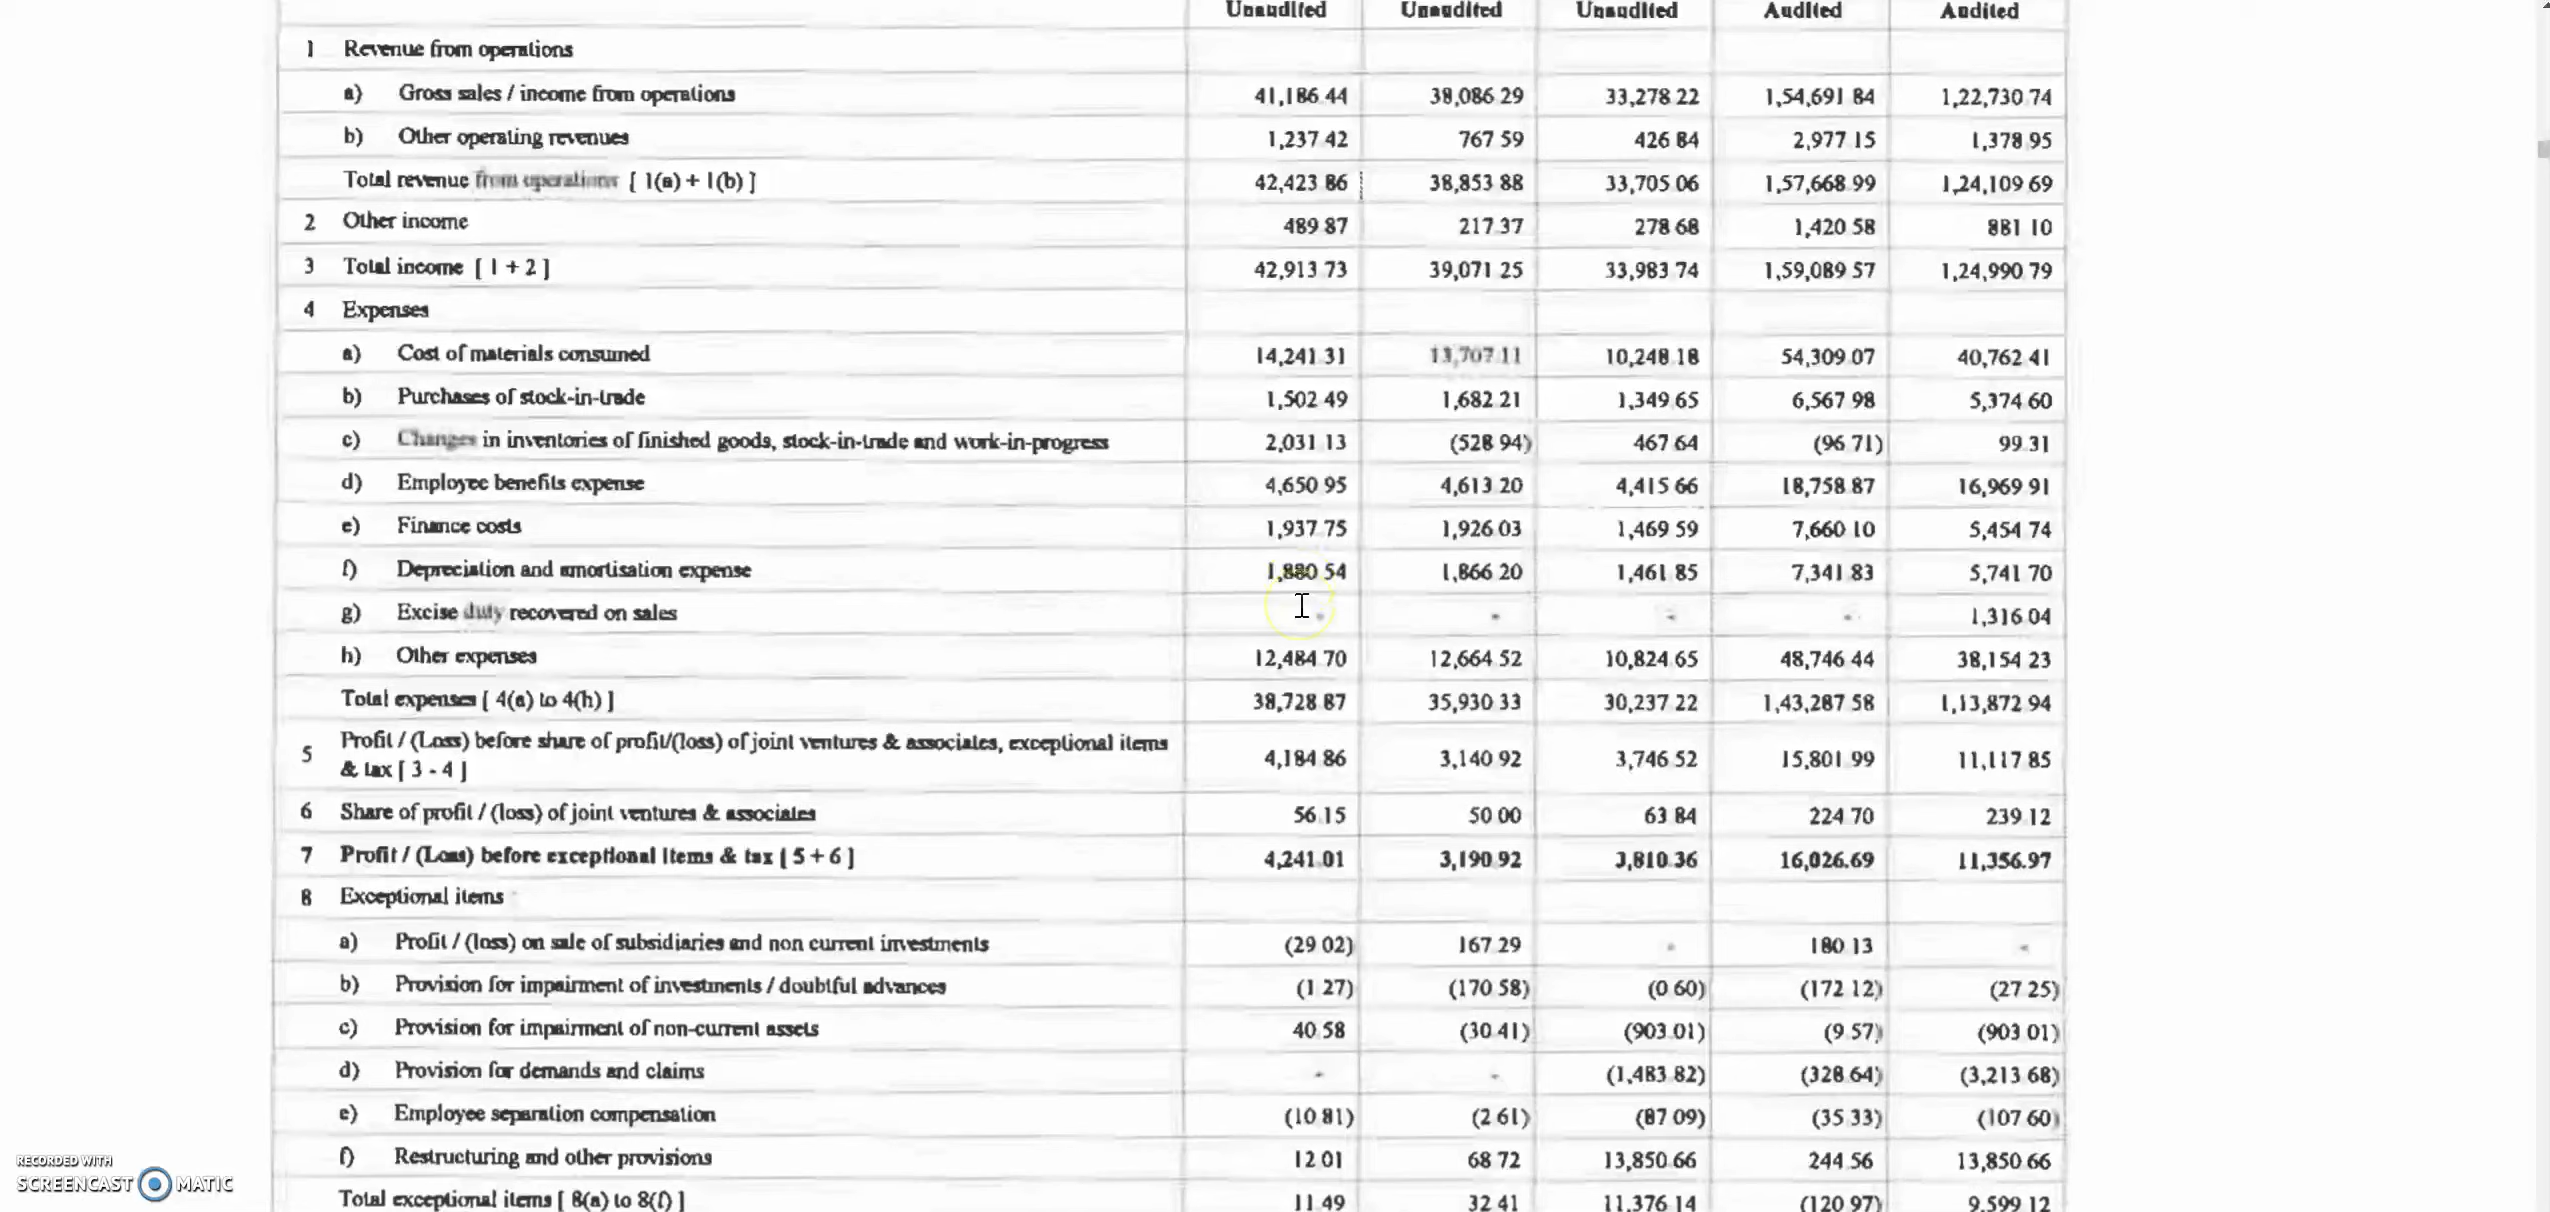 Unaudited Unaudited Unaudited Audited Audited
1 Revenue from operations
a) Gross sales / income from operations 41,186.44 38,086.29 33,278.22 1,54,691.84 1,22,730.74
b) Other operating revenues 1,237.42 767.59 426.84 2,977.15 1,378.95
Total revenue from operations [ 1(a) + 1(b) ] 42,423.86 38,853.88 33,705.06 1,57,668.99 1,24,109.69
2 Other income 489.87 217.37 278.68 1,420.58 881.10
3 Total income [ 1 + 2 ] 42,913.73 39,071.25 33,983.74 1,59,089.57 1,24,990.79
4 Expenses
a) Cost of materials consumed 14,241.31 13,707.11 10,248.18 54,309.07 40,762.41
b) Purchases of stock-in-trade 1,502.49 1,682.21 1,349.65 6,567.98 5,374.60
c) Changes in inventories of finished goods, stock-in-trade and work-in-progress 2,031.13 (528.94) 467.64 (96.71) 99.31
d) Employee benefits expense 4,650.95 4,613.20 4,415.66 18,758.87 16,969.91
e) Finance costs 1,937.75 1,926.03 1,469.59 7,660.10 5,454.74
f) Depreciation and amortisation expense 1,880.54 1,866.20 1,461.85 7,341.83 5,741.70
g) Excise duty recovered on sales - - - - 1,316.04
h) Other expenses 12,484.70 12,664.52 10,824.65 48,746.44 38,154.23
Total expenses [ 4(a) to 4(h) ] 38,728.87 35,930.33 30,237.22 1,43,287.58 1,13,872.94
5 Profit / (Loss) before share of profit/(loss) of joint ventures & associates, exceptional items
& tax [ 3 - 4 ] 4,184.86 3,140.92 3,746.52 15,801.99 11,117.85
6 Share of profit / (loss) of joint ventures & associates 56.15 50.00 63.84 224.70 239.12
7 Profit / (Loss) before exceptional items & tax [ 5 + 6 ] 4,241.01 3,190.92 3,810.36 16,026.69 11,356.97
8 Exceptional items
a) Profit / (loss) on sale of subsidiaries and non current investments (29.02) 167.29 - 180.13 -
b) Provision for impairment of investments / doubtful advances (1.27) (170.58) (0.60) (172.12) (27.25)
c) Provision for impairment of non-current assets 40.58 (30.41) (903.01) (9.57) (903.01)
d) Provision for demands and claims - - (1,483.82) (328.64) (3,213.68)
e) Employee separation compensation (10.81) (2.61) (87.09) (35.33) (107.60)
f) Restructuring and other provisions 12.01 68.72 13,850.66 244.56 13,850.66
Total exceptional items [ 8(a) to 8(f) ] 11.49 32.41 11,376.14 (120.97) 9,599.12
RECORDED WITH
SCREENCAST MATIC